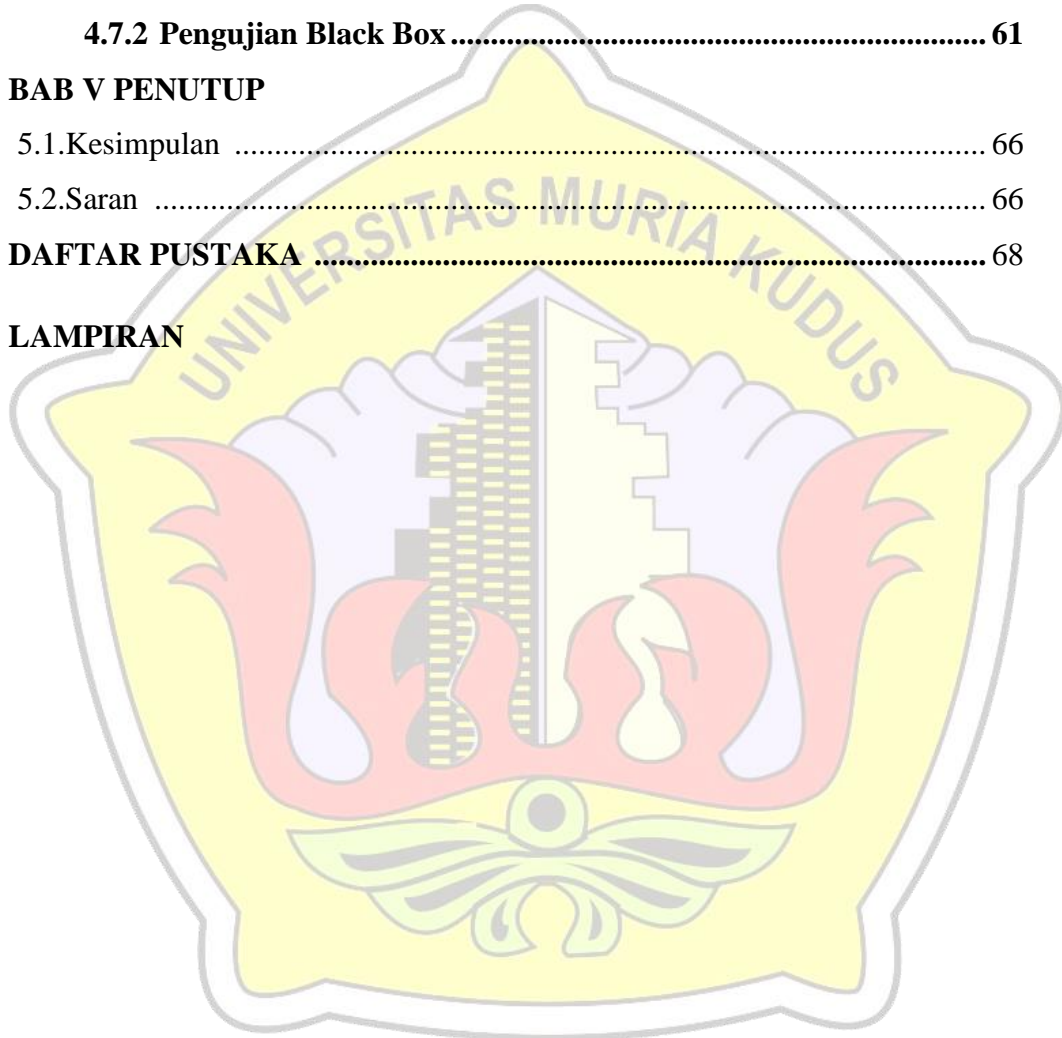 4.7.2 Pengujian Black Box ........................................................................ 61
BAB V PENUTUP
5.1.Kesimpulan ........................................................................................ 66
5.2.Saran ................................................................................................... 66
DAFTAR PUSTAKA .............................................................................. 68
LAMPIRAN
UNIVERSITAS MURIA KUDUS